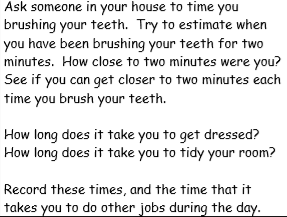 Ask someone in your house to time you
brushing your teeth.  Try to estimate when
you have been brushing your teeth for two
minutes.  How close to two minutes were you?
See if you can get closer to two minutes each
time you brush your teeth.

How long does it take you to get dressed?
How long does it take you to tidy your room?

Record these times, and the time that it
takes you to do other jobs during the day.